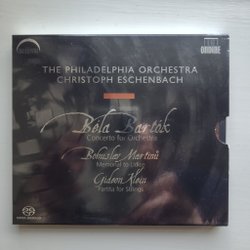 ONDINE
THE PHILADELPHIA ORCHESTRA
CHRISTOPH ESCHENBACH
Béla Bartók
Concerto for Orchestra
Bohuslav Martinů
Memorial to Lidice
Gideon Klein
Partita for Strings